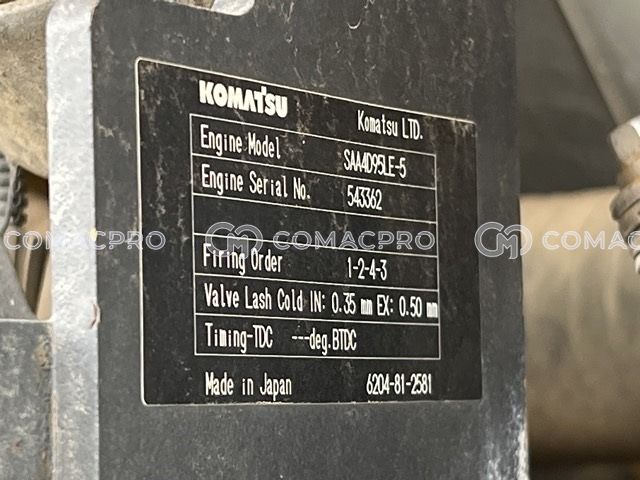 KOMATSU Komatsu LTD.
Engine Model SAA4D95LE-5
Engine Serial No. 543362
COMACPRO CM COMACPRO CM COMACPRO
Firing Order 1-2-4-3
Valve Lash Cold IN: 0.35 mm EX: 0.50 mm
Timing-TDC ---deg.BTDC
Made in Japan 6204-81-2581